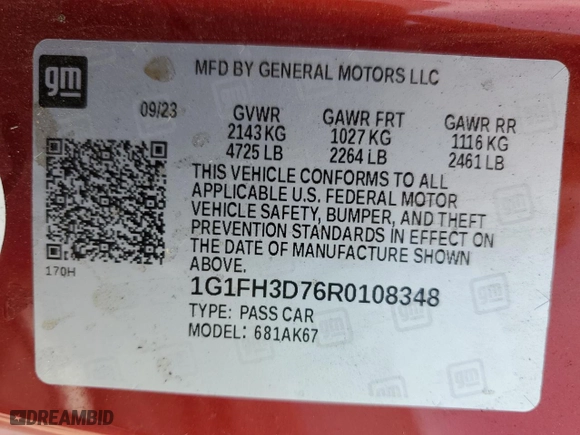 gm
MFD BY GENERAL MOTORS LLC
09/23 GVWR GAWR FRT GAWR RR
2143 KG 1027 KG 1116 KG
4725 LB 2264 LB 2461 LB
THIS VEHICLE CONFORMS TO ALL
APPLICABLE U.S. FEDERAL MOTOR
VEHICLE SAFETY, BUMPER, AND THEFT
PREVENTION STANDARDS IN EFFECT ON
THE DATE OF MANUFACTURE SHOWN
ABOVE.
170H
1G1FH3D76R0108348
TYPE: PASS CAR
MODEL: 681AK67
DREAMBID